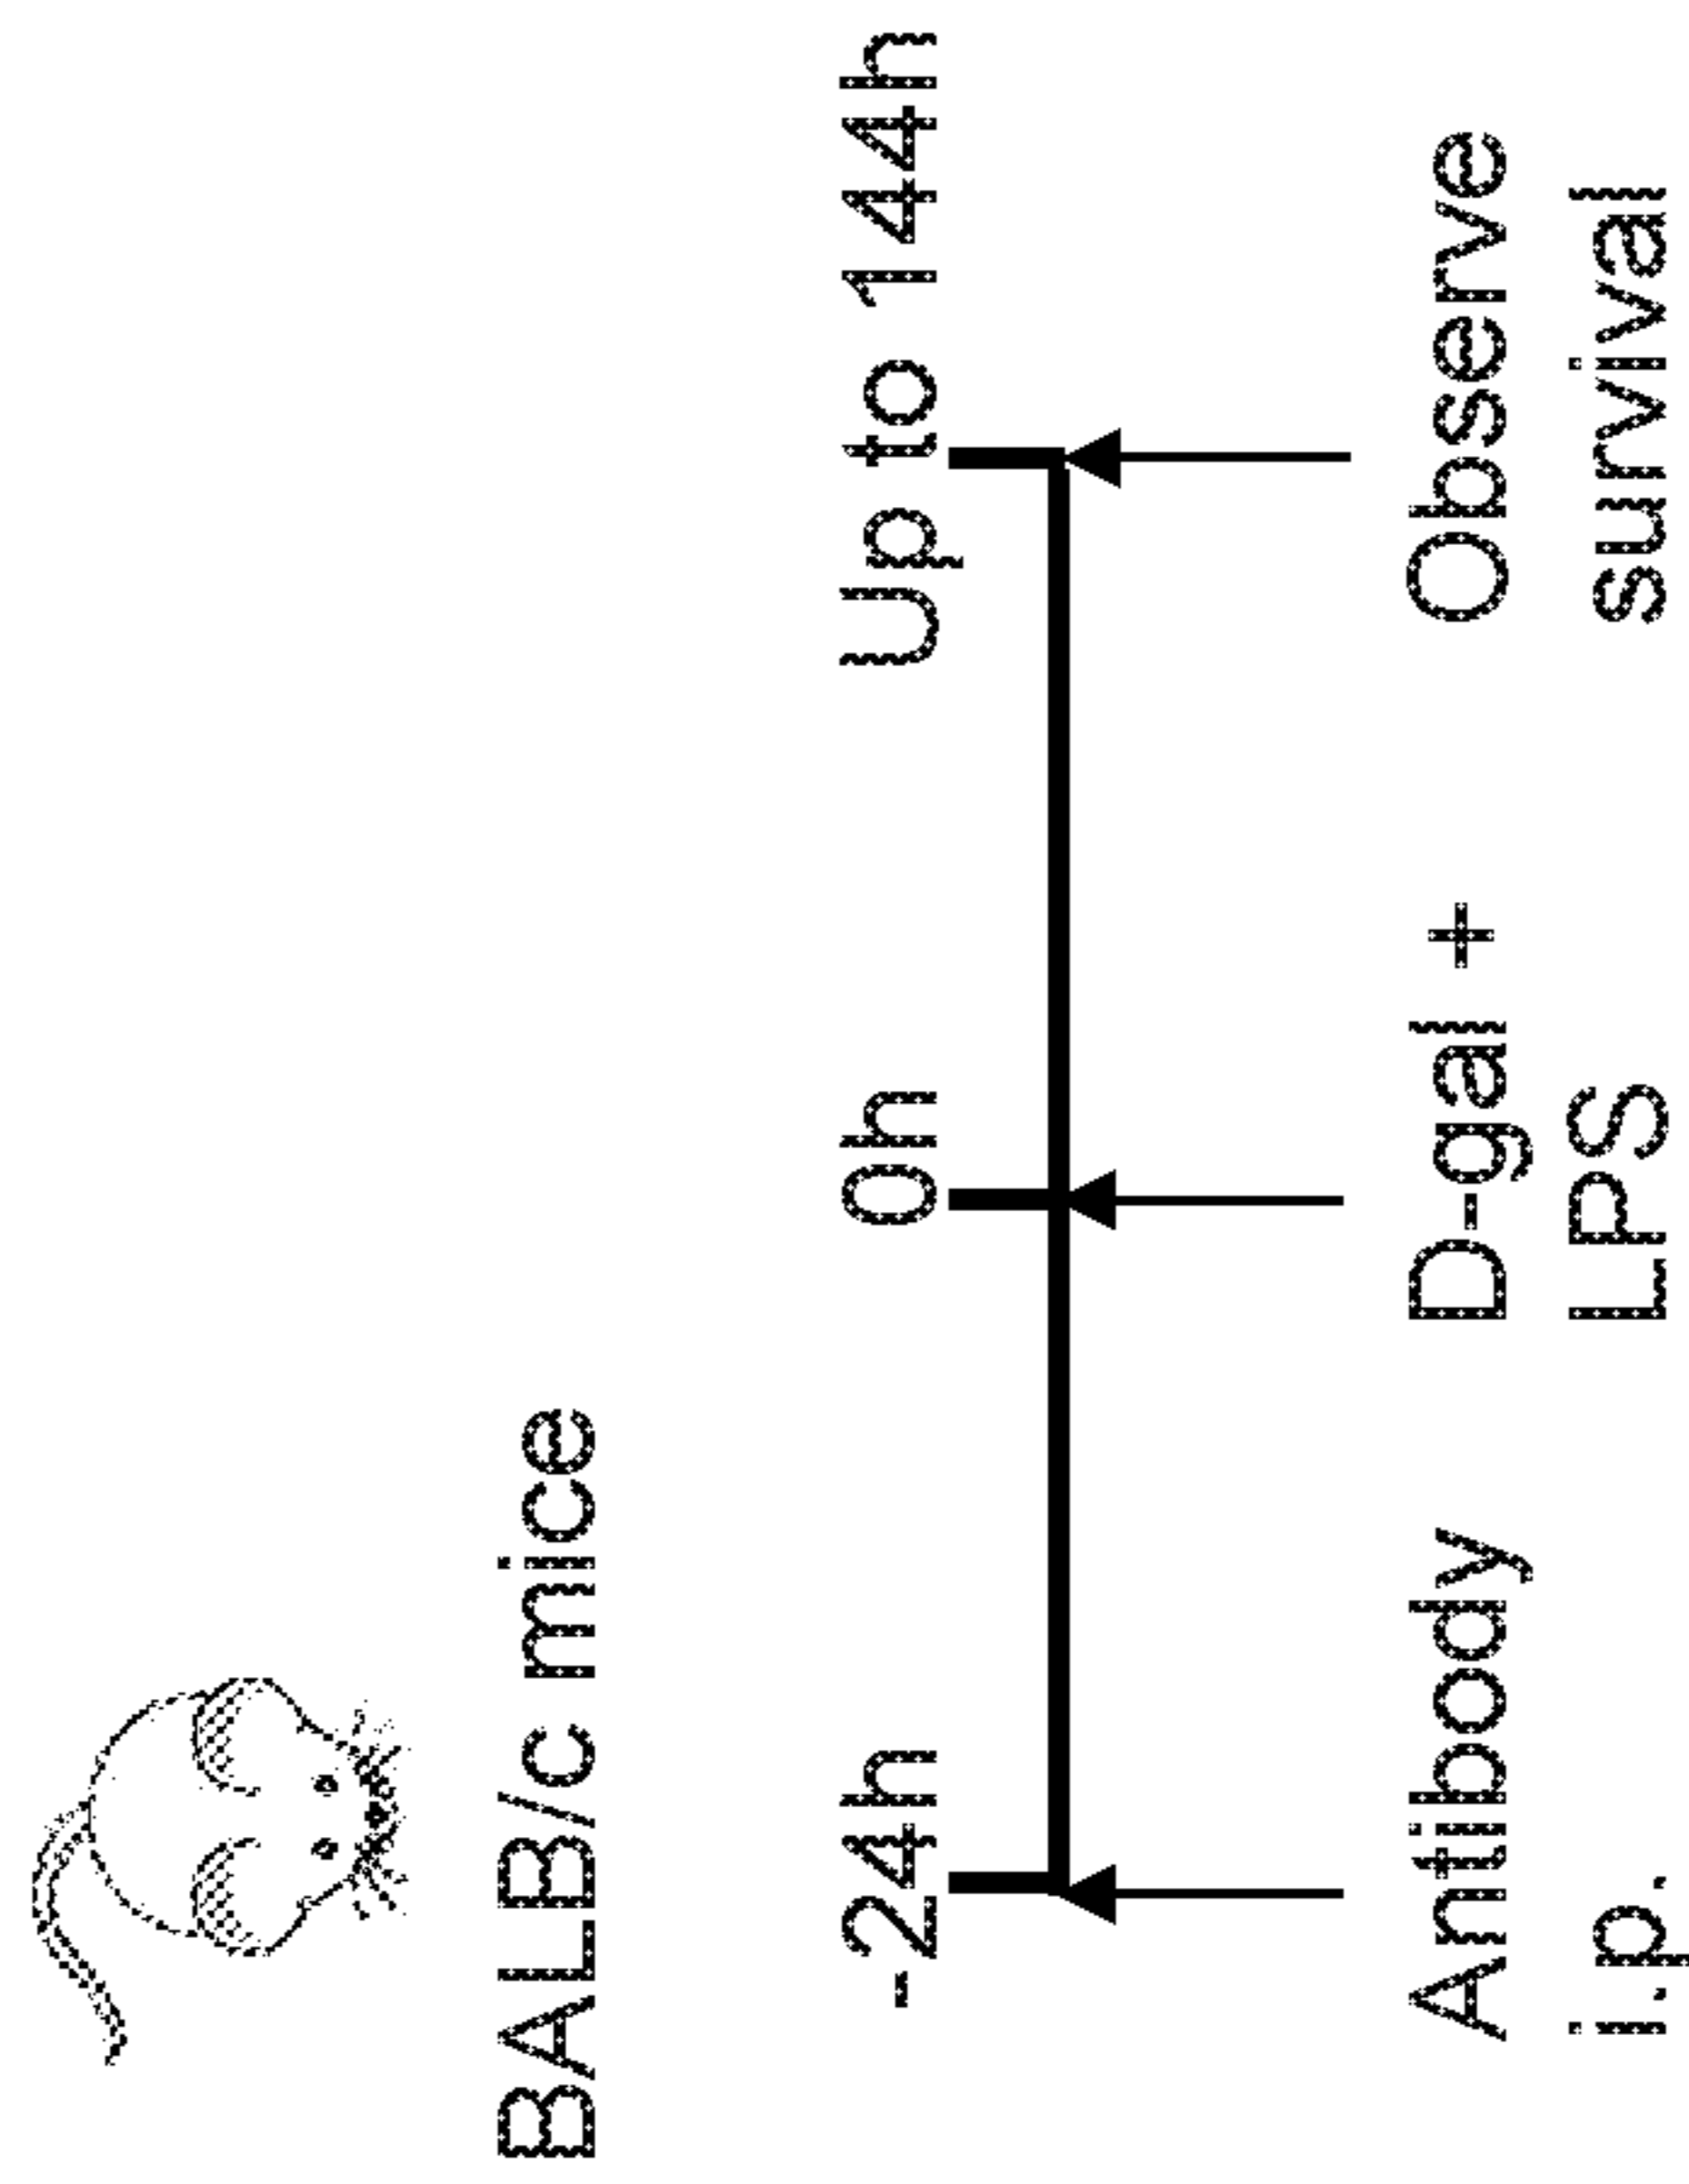 BALB/c mice
-24h
0h
Up to 144h
Antibody
i.p.
D-gal +
LPS
Observe
survival